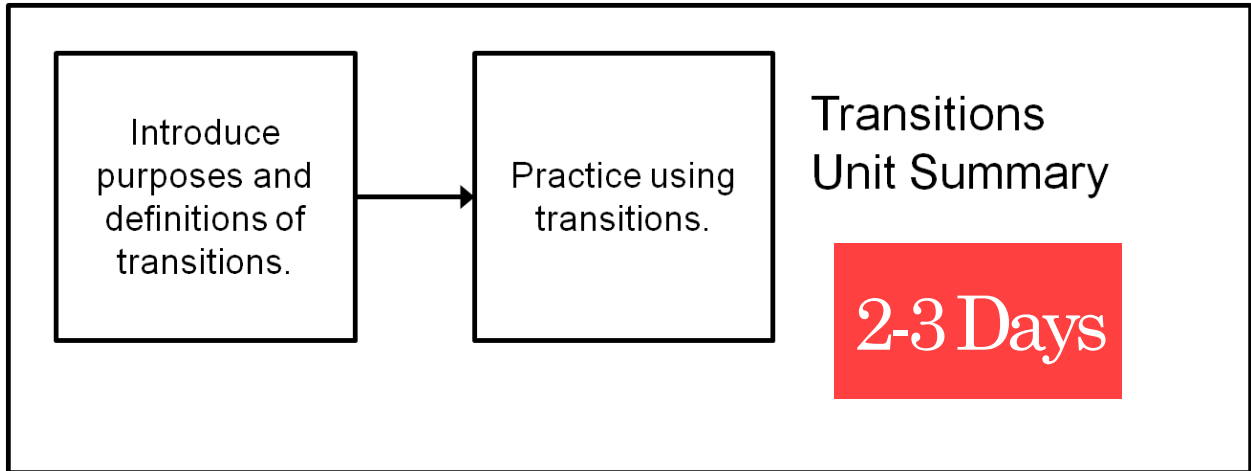 Introduce
purposes and
definitions of
transitions.
Practice using
transitions.
Transitions
Unit Summary
2-3 Days